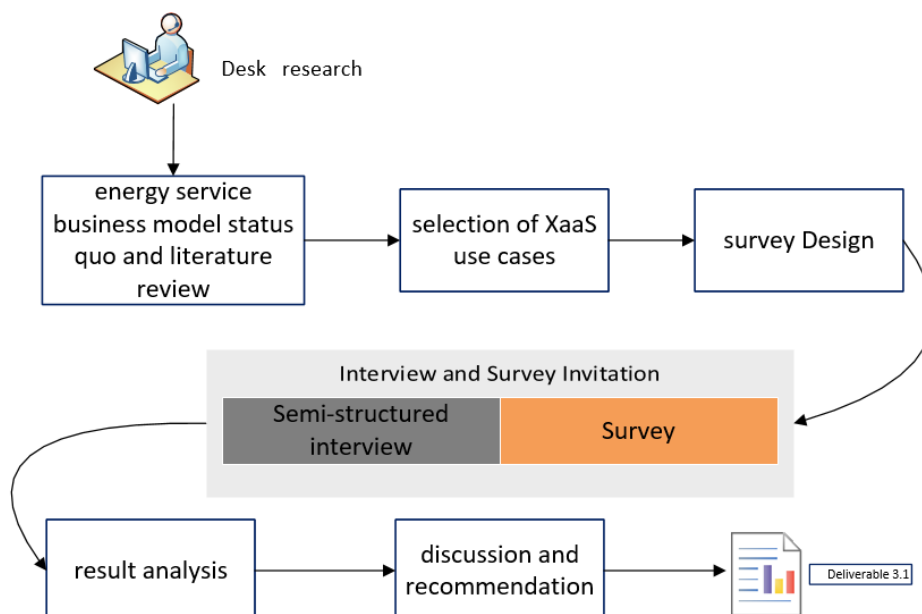 Desk research
energy service
business model status
quo and literature
review
selection of XaaS
use cases
survey Design
Interview and Survey Invitation
Semi-structured
interview
Survey
result analysis
discussion and
recommendation
Deliverable 3.1